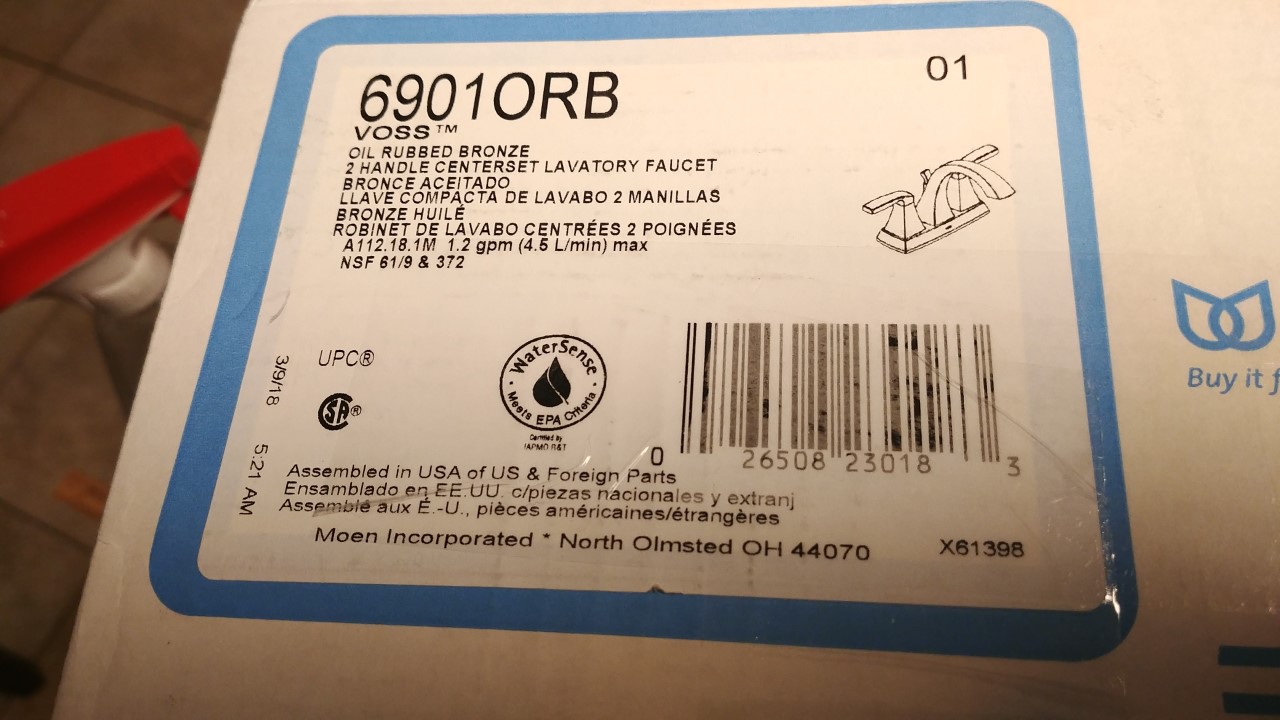 6901ORB
01
VOSS™
OIL RUBBED BRONZE
2 HANDLE CENTERSET LAVATORY FAUCET
BRONCE ACEITADO
LLAVE COMPACTA DE LAVABO 2 MANILLAS
BRONZE HUILÉ
ROBINET DE LAVABO CENTRÉES 2 POIGNÉES
A112.18.1M 1.2 gpm (4.5 L/min) max
NSF 61/9 & 372
3/9/18 5:21 AM
UPC®
SA®
WaterSense
Meets EPA Criteria
Certified by
IAPMO R&T
0 26508 23018 3
Assembled in USA of US & Foreign Parts
Ensamblado en EE.UU. c/piezas nacionales y extranj
Assemblé aux É.-U., pièces américaines/étrangères
Moen Incorporated * North Olmsted OH 44070
X61398
Buy it f